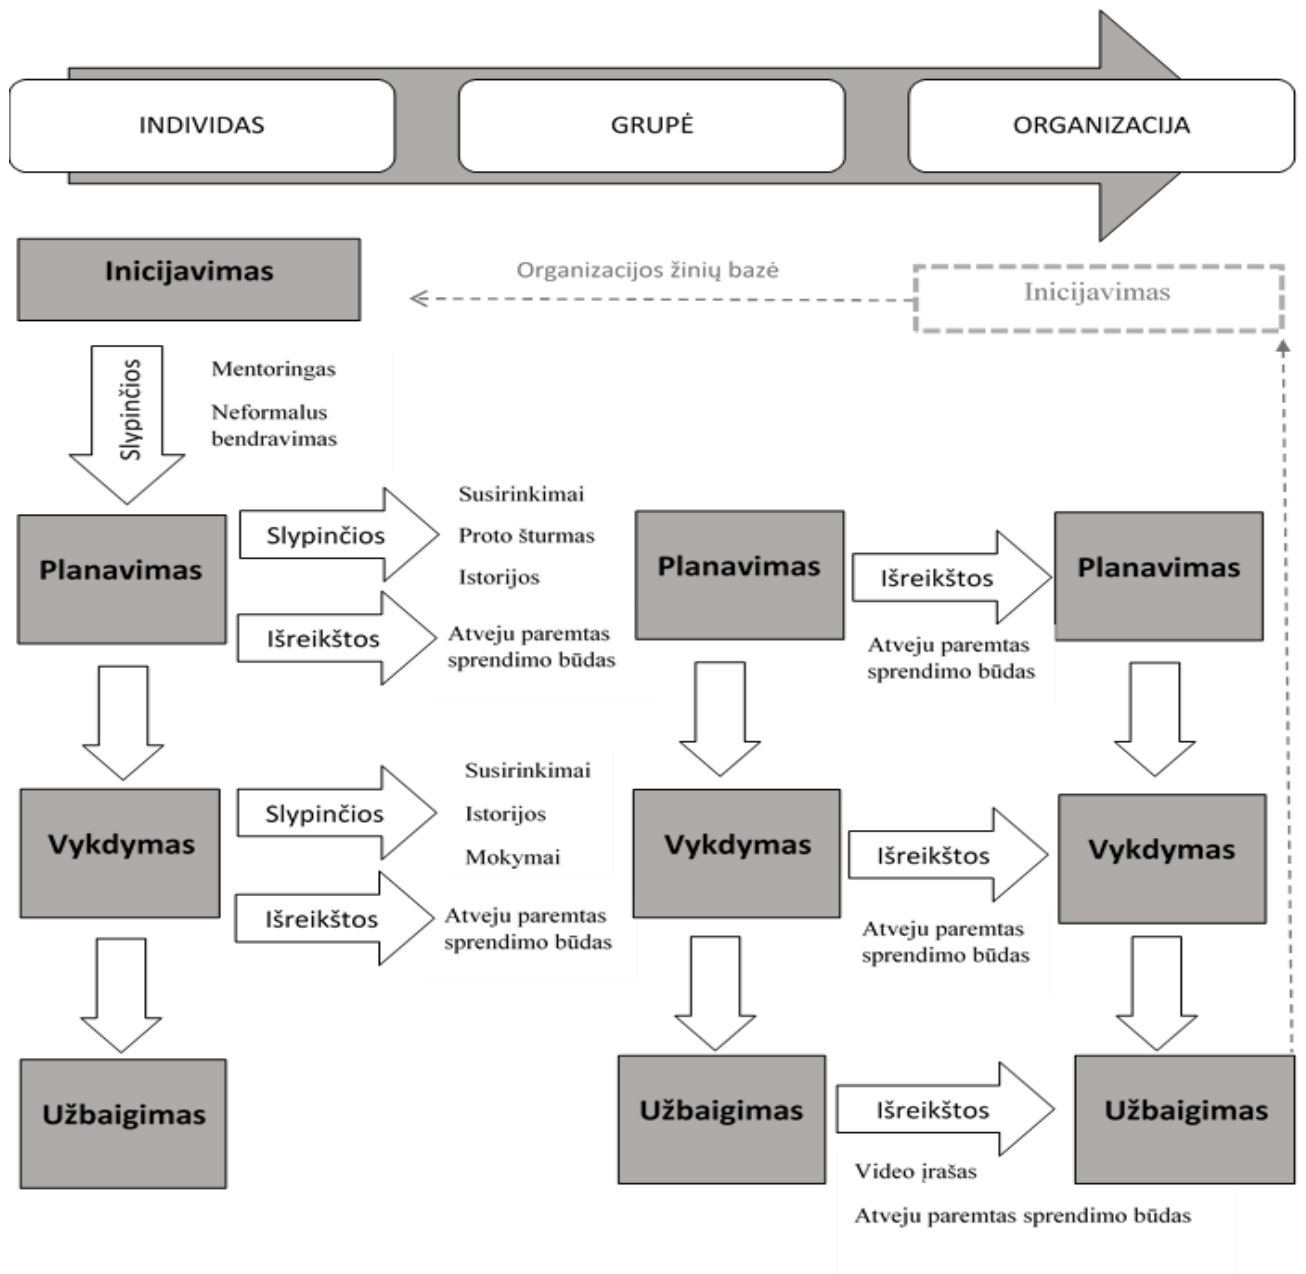 INDIVIDAS
GRUPĖ
ORGANIZACIJA
Inicijavimas
Organizacijos žinių bazė
Inicijavimas
Slypinčios
Mentoringas
Neformalus
bendravimas
Planavimas
Slypinčios
Susirinkimai
Proto šturmas
Istorijos
Išreikštos
Atveju paremtas
sprendimo būdas
Planavimas
Išreikštos
Atveju paremtas
sprendimo būdas
Planavimas
Vykdymas
Slypinčios
Susirinkimai
Istorijos
Mokymai
Išreikštos
Atveju paremtas
sprendimo būdas
Vykdymas
Išreikštos
Atveju paremtas
sprendimo būdas
Vykdymas
Užbaigimas
Užbaigimas
Išreikštos
Video įrašas
Atveju paremtas sprendimo būdas
Užbaigimas